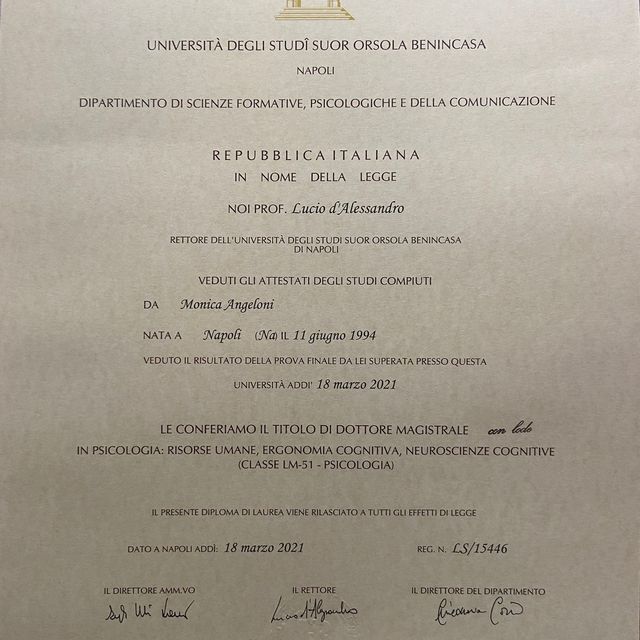 UNIVERSITÀ DEGLI STUDÎ SUOR ORSOLA BENINCASA
NAPOLI
DIPARTIMENTO DI SCIENZE FORMATIVE, PSICOLOGICHE E DELLA COMUNICAZIONE
REPUBBLICA ITALIANA
IN NOME DELLA LEGGE
NOI PROF. Lucio d'Alessandro
RETTORE DELL'UNIVERSITÀ DEGLI STUDI SUOR ORSOLA BENINCASA
DI NAPOLI
VEDUTI GLI ATTESTATI DEGLI STUDI COMPIUTI
DA Monica Angeloni
NATA A Napoli (Na) IL 11 giugno 1994
VEDUTO IL RISULTATO DELLA PROVA FINALE DA LEI SUPERATA PRESSO QUESTA
UNIVERSITÀ ADDI' 18 marzo 2021
LE CONFERIAMO IL TITOLO DI DOTTORE MAGISTRALE con lode
IN PSICOLOGIA: RISORSE UMANE, ERGONOMIA COGNITIVA, NEUROSCIENZE COGNITIVE
(CLASSE LM-51 - PSICOLOGIA)
IL PRESENTE DIPLOMA DI LAUREA VIENE RILASCIATO A TUTTI GLI EFFETTI DI LEGGE
DATO A NAPOLI ADDÌ: 18 marzo 2021 REG. N: LS/15446
IL DIRETTORE AMM.VO IL RETTORE IL DIRETTORE DEL DIPARTIMENTO